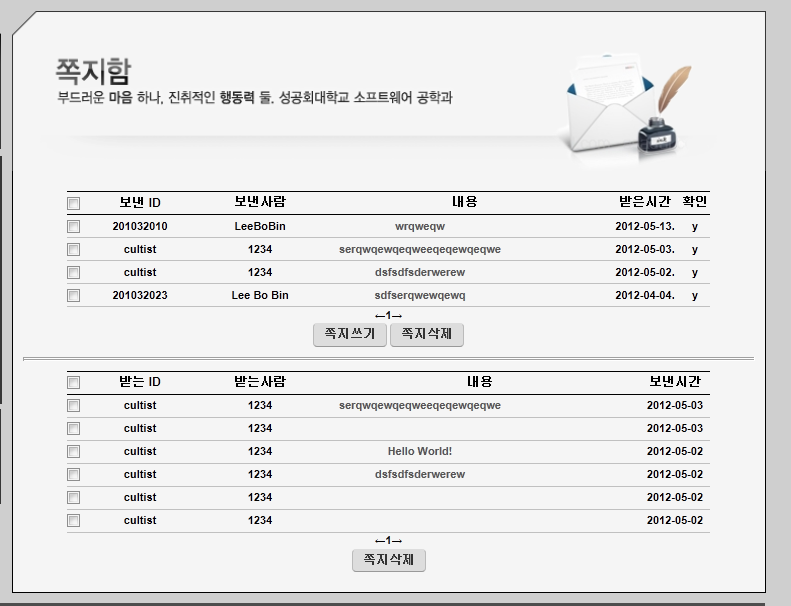 쪽지함
부드러운 마음 하나, 진취적인 행동력 둘. 성공회대학교 소프트웨어 공학과
보낸 ID 보낸사람 내용 받은시간 확인
201032010 LeeBoBin wrqweqw 2012-05-13. y
cultist 1234 serqwqewqeqweeqeqewqeqwe 2012-05-03. y
cultist 1234 dsfsdfsderwerew 2012-05-02. y
201032023 Lee Bo Bin sdfserqwewqewq 2012-04-04. y
←1→
쪽지쓰기 쪽지삭제
받는 ID 받는사람 내용 보낸시간
cultist 1234 serqwqewqeqweeqeqewqeqwe 2012-05-03
cultist 1234 2012-05-03
cultist 1234 Hello World! 2012-05-02
cultist 1234 dsfsdfsderwerew 2012-05-02
cultist 1234 2012-05-02
cultist 1234 2012-05-02
←1→
쪽지삭제